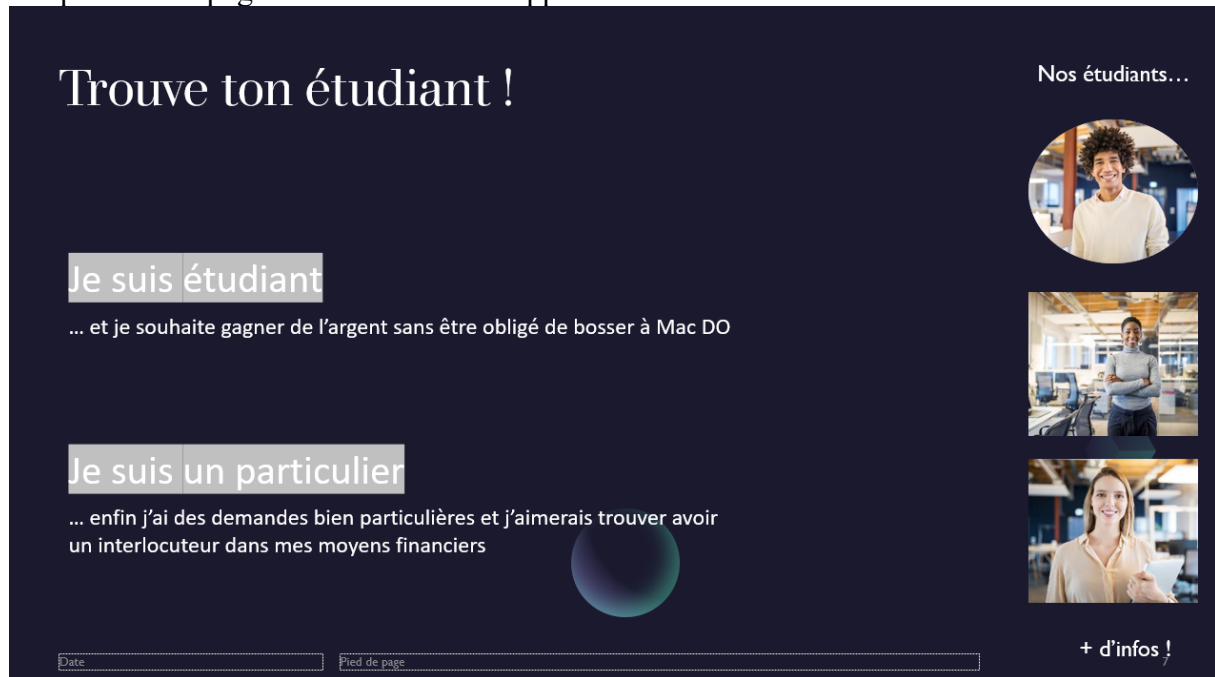 Trouve ton étudiant !
Nos étudiants…
Je suis étudiant
… et je souhaite gagner de l’argent sans être obligé de bosser à Mac DO
Je suis un particulier
… enfin j’ai des demandes bien particulières et j’aimerais trouver avoir
un interlocuteur dans mes moyens financiers
+ d’infos !
Date
Pied de page
7